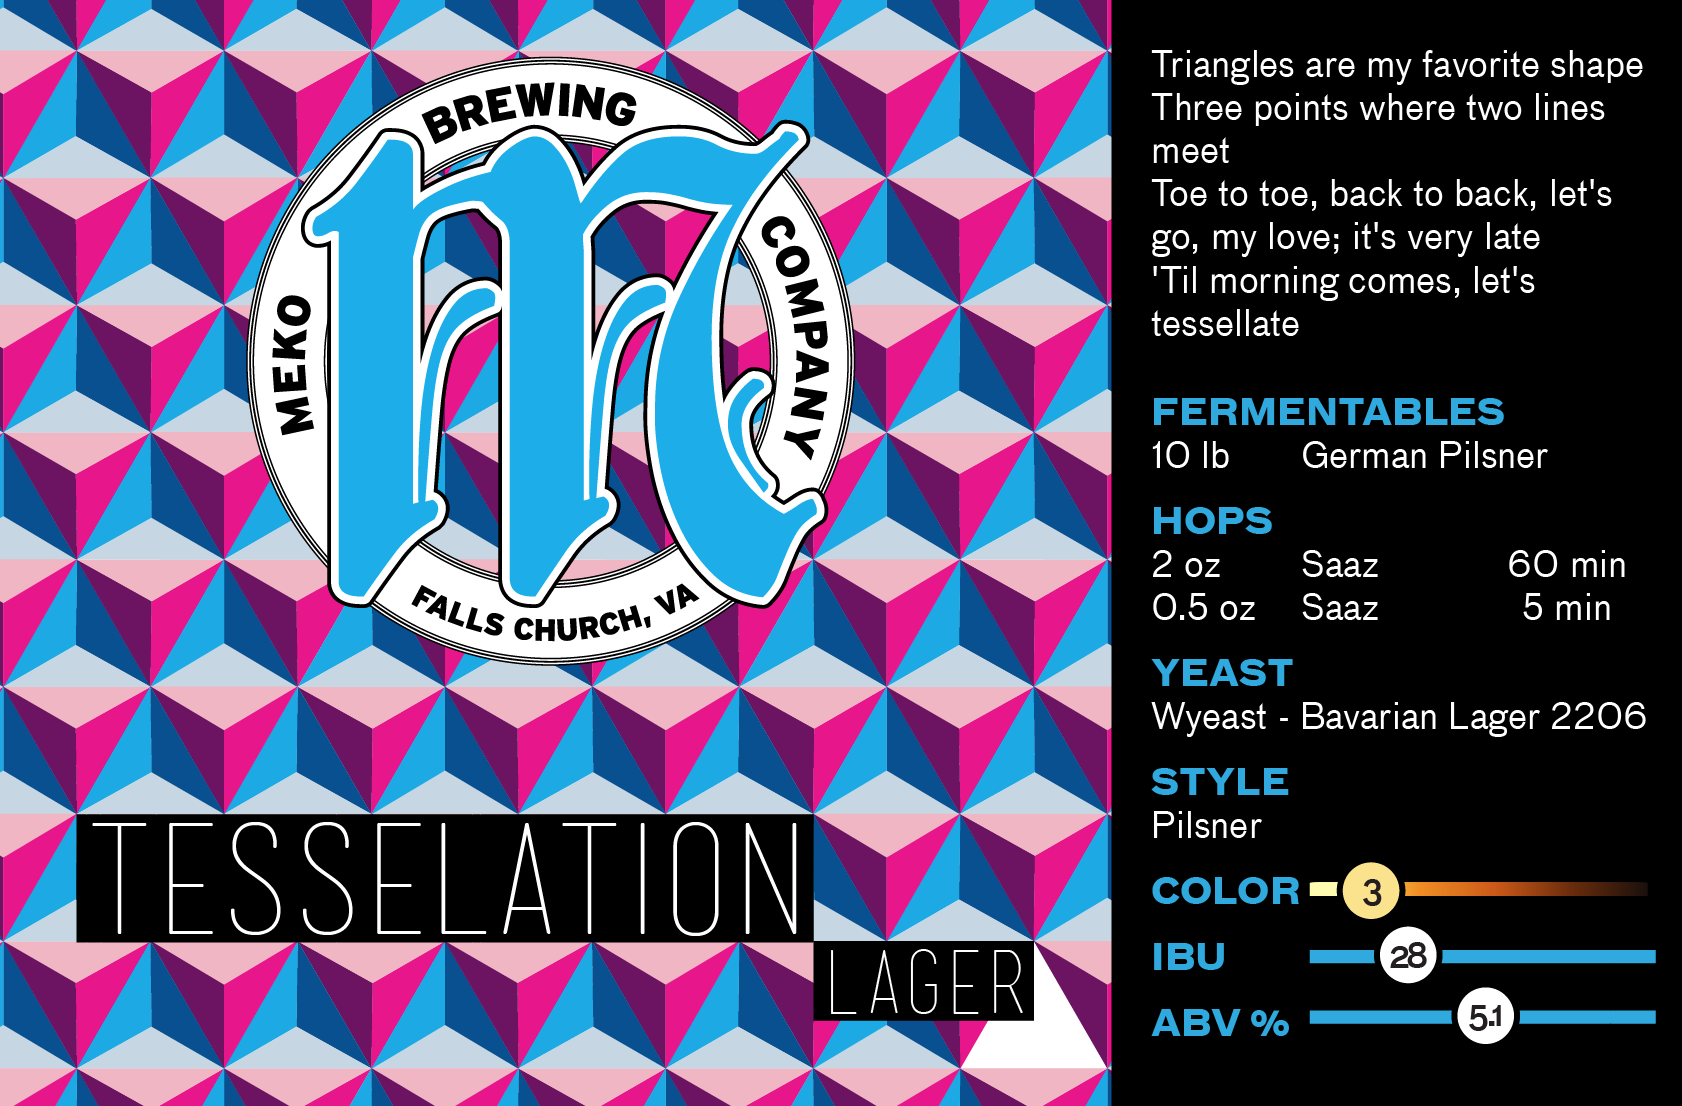 MEKO BREWING COMPANY
M
FALLS CHURCH, VA
TESSELATION
LAGER
Triangles are my favorite shape
Three points where two lines
meet
Toe to toe, back to back, let's
go, my love; it's very late
'Til morning comes, let's
tessellate
FERMENTABLES
10 lb German Pilsner
HOPS
2 oz Saaz 60 min
0.5 oz Saaz 5 min
YEAST
Wyeast - Bavarian Lager 2206
STYLE
Pilsner
COLOR 3
IBU 28
ABV % 5.1